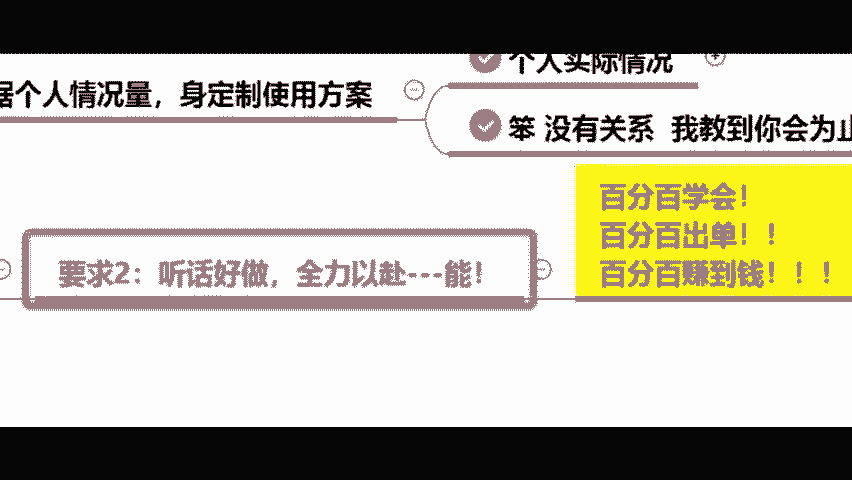 个人实际情况
据个人情况量，身定制使用方案
笨 没有关系 我教到你会为止
百分百学会！
百分百出单！！
要求2：听话好做，全力以赴---能！
百分百赚到钱！！！